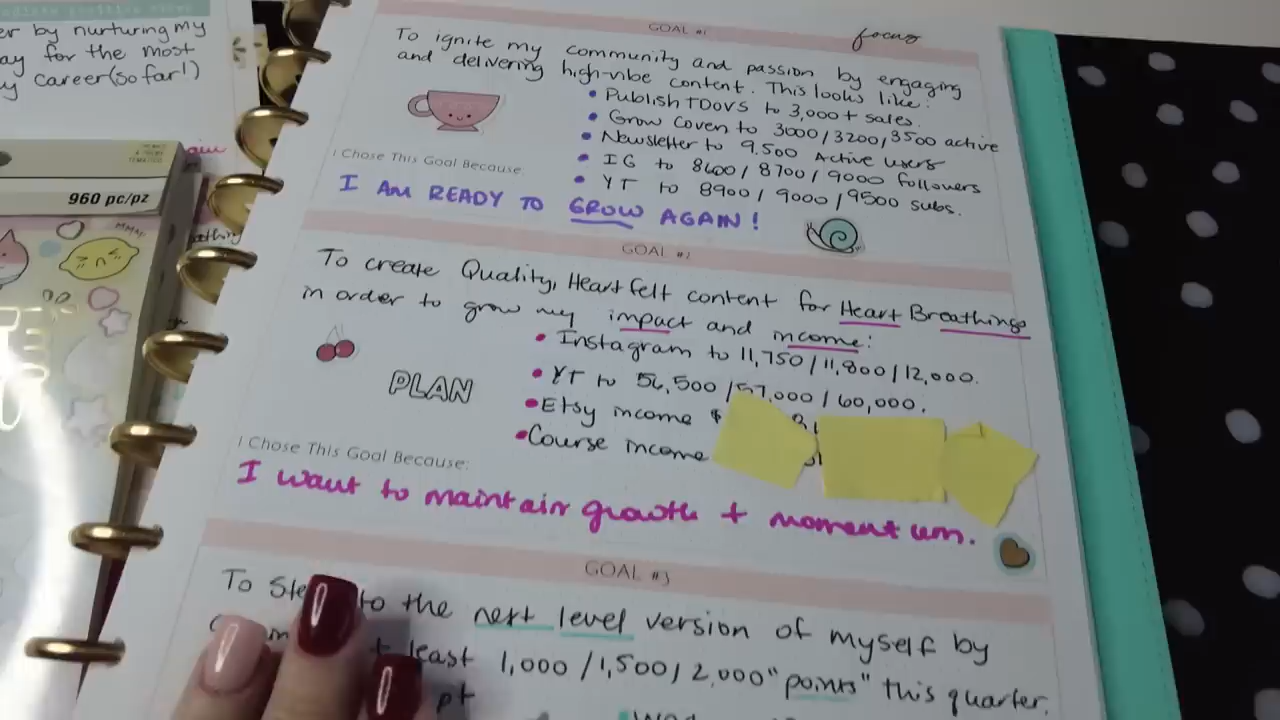 er by nurturing my
ay for the most
y career (so far!)
960 pc/pz
GOAL #1
focus
To ignite my community and passion by engaging
and delivering high-vibe content. This looks like:
• Publish TDOVS to 3,000+ sales.
• Grow Coven to 3000/3200/3500 active
• Newsletter to 9,500 Active users
• IG to 8600/8700/9000 followers
• YT to 8900/9000/9500 subs.
I Chose This Goal Because:
I AM READY TO GROW AGAIN!
GOAL #2
To create Quality, Heartfelt content for Heart Breathings
in order to grow my impact and income:
• Instagram to 11,750/11,800/12,000.
• YT to 56,500/57,000/60,000.
• Etsy income $
• Course income
PLAN
I Chose This Goal Because:
I want to maintain growth + momentum.
GOAL #3
To Ste to the next level version of myself by
least 1,000/1,500/2,000 "points" this quarter.
pt